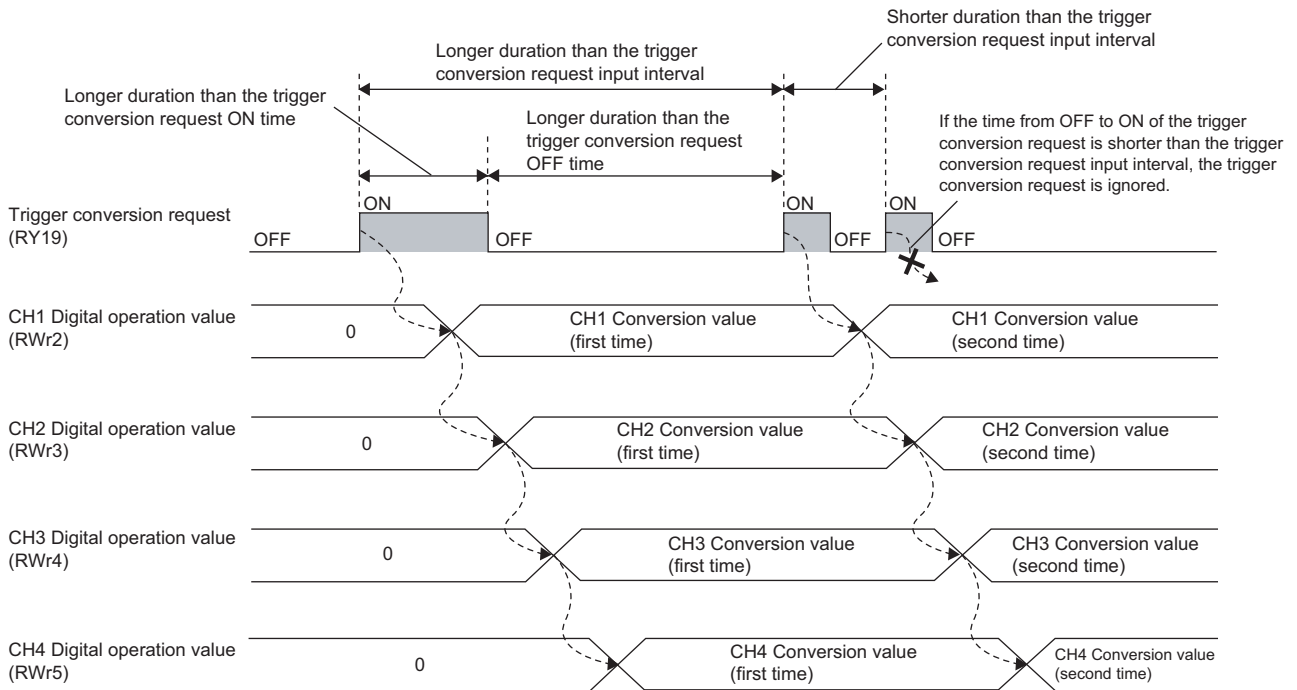 Shorter duration than the trigger
conversion request input interval
Longer duration than the trigger
conversion request input interval
Longer duration than the trigger
conversion request ON time
Longer duration than the
trigger conversion request
OFF time
If the time from OFF to ON of the trigger
conversion request is shorter than the trigger
conversion request input interval, the trigger
conversion request is ignored.
Trigger conversion request
(RY19)
OFF
ON
OFF
ON
OFF
ON
OFF
CH1 Digital operation value
(RWr2)
0
CH1 Conversion value
(first time)
CH1 Conversion value
(second time)
CH2 Digital operation value
(RWr3)
0
CH2 Conversion value
(first time)
CH2 Conversion value
(second time)
CH3 Digital operation value
(RWr4)
0
CH3 Conversion value
(first time)
CH3 Conversion value
(second time)
CH4 Digital operation value
(RWr5)
0
CH4 Conversion value
(first time)
CH4 Conversion value
(second time)